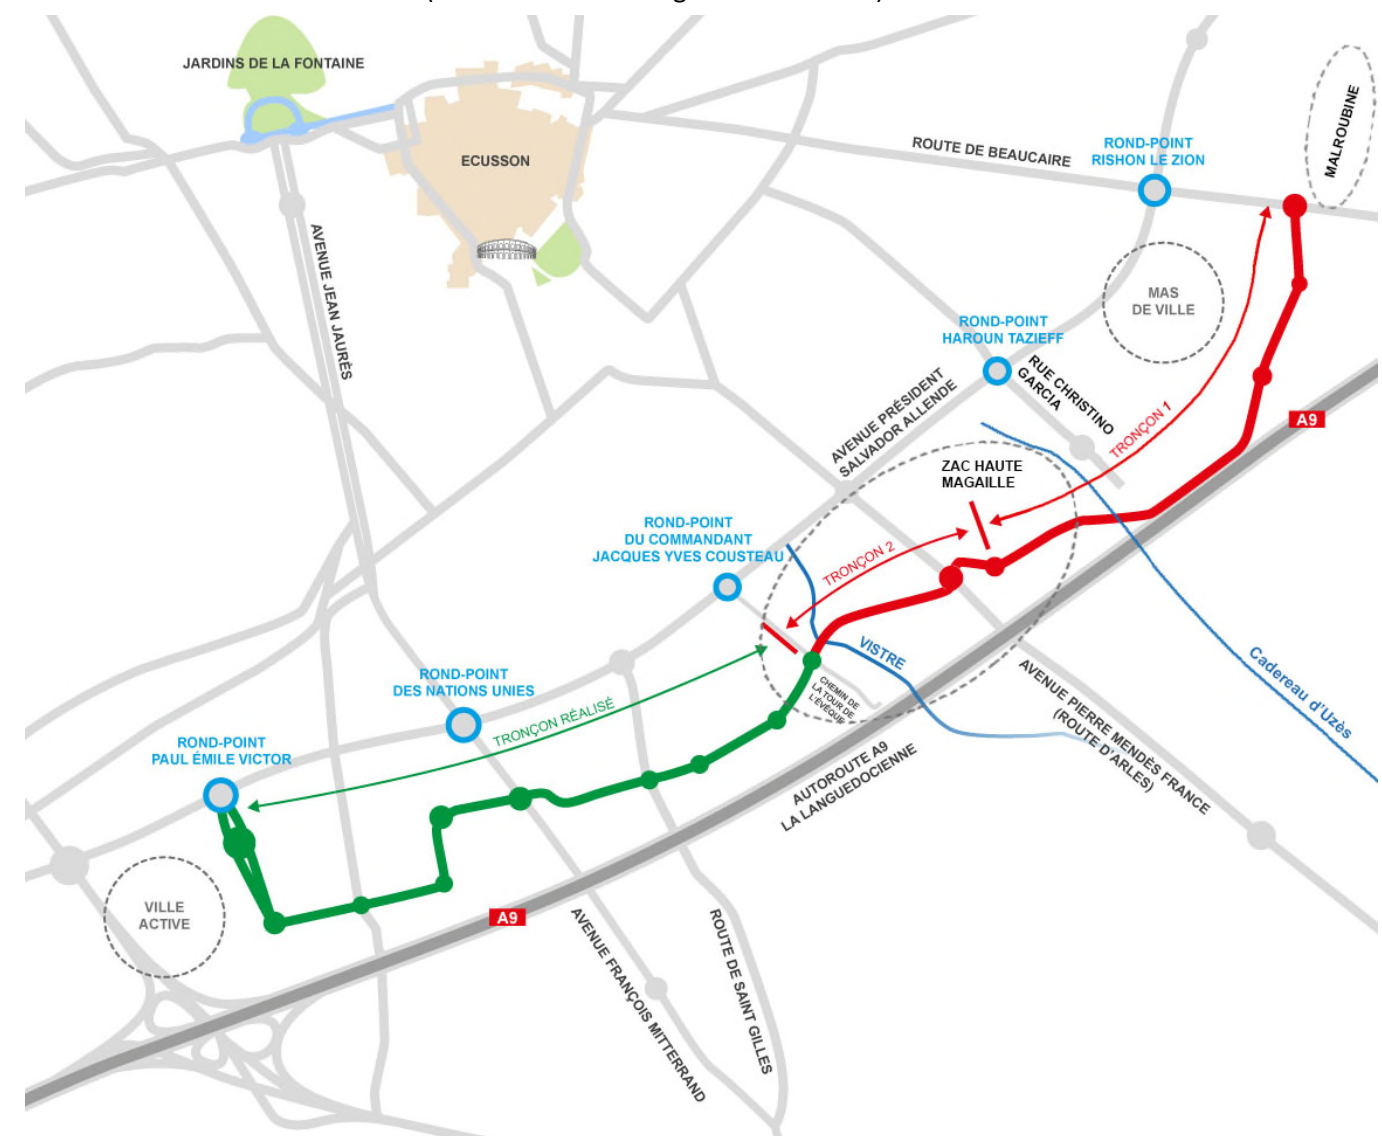 JARDINS DE LA FONTAINE
ECUSSON
ROUTE DE BEAUCAIRE
ROND-POINT
RISHON LE ZION
MALROUBINE
AVENUE JEAN JAURÈS
MAS
DE VILLE
ROND-POINT
HAROUN TAZIEFF
RUE CHRISTINO
GARCIA
AVENUE PRÉSIDENT
SALVADOR ALLENDE
TRONÇON 1
A9
ZAC HAUTE
MAGAILLE
ROND-POINT
DU COMMANDANT
JACQUES YVES COUSTEAU
TRONÇON 2
VISTRE
Cadereau d'Uzès
ROND-POINT
DES NATIONS UNIES
CHEMIN DE
LA TOUR DE
L'ÉVÊQUE
AVENUE PIERRE MENDÈS FRANCE
(ROUTE D'ARLES)
TRONÇON RÉALISÉ
ROND-POINT
PAUL ÉMILE VICTOR
AUTOROUTE A9
LA LANGUEDOCIENNE
VILLE
ACTIVE
A9
AVENUE FRANÇOIS MITTERRAND
ROUTE DE SAINT GILLES